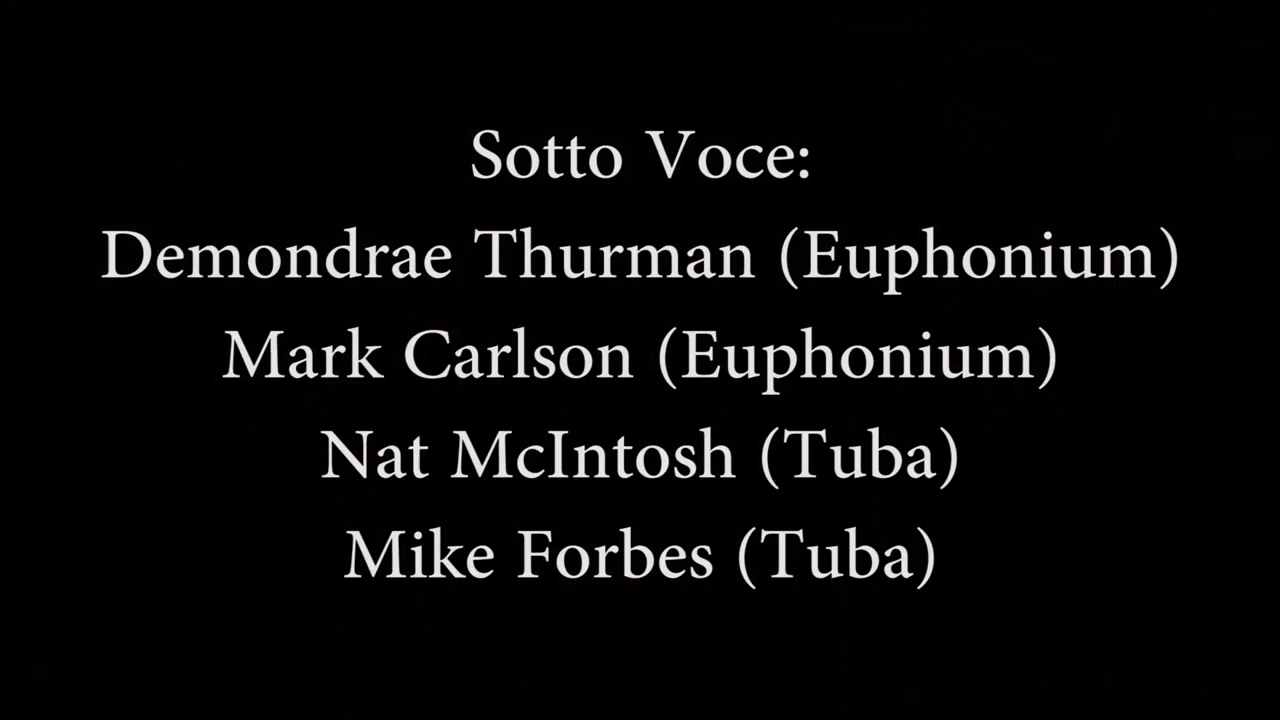 Sotto Voce:
Demondrae Thurman (Euphonium)
Mark Carlson (Euphonium)
Nat McIntosh (Tuba)
Mike Forbes (Tuba)